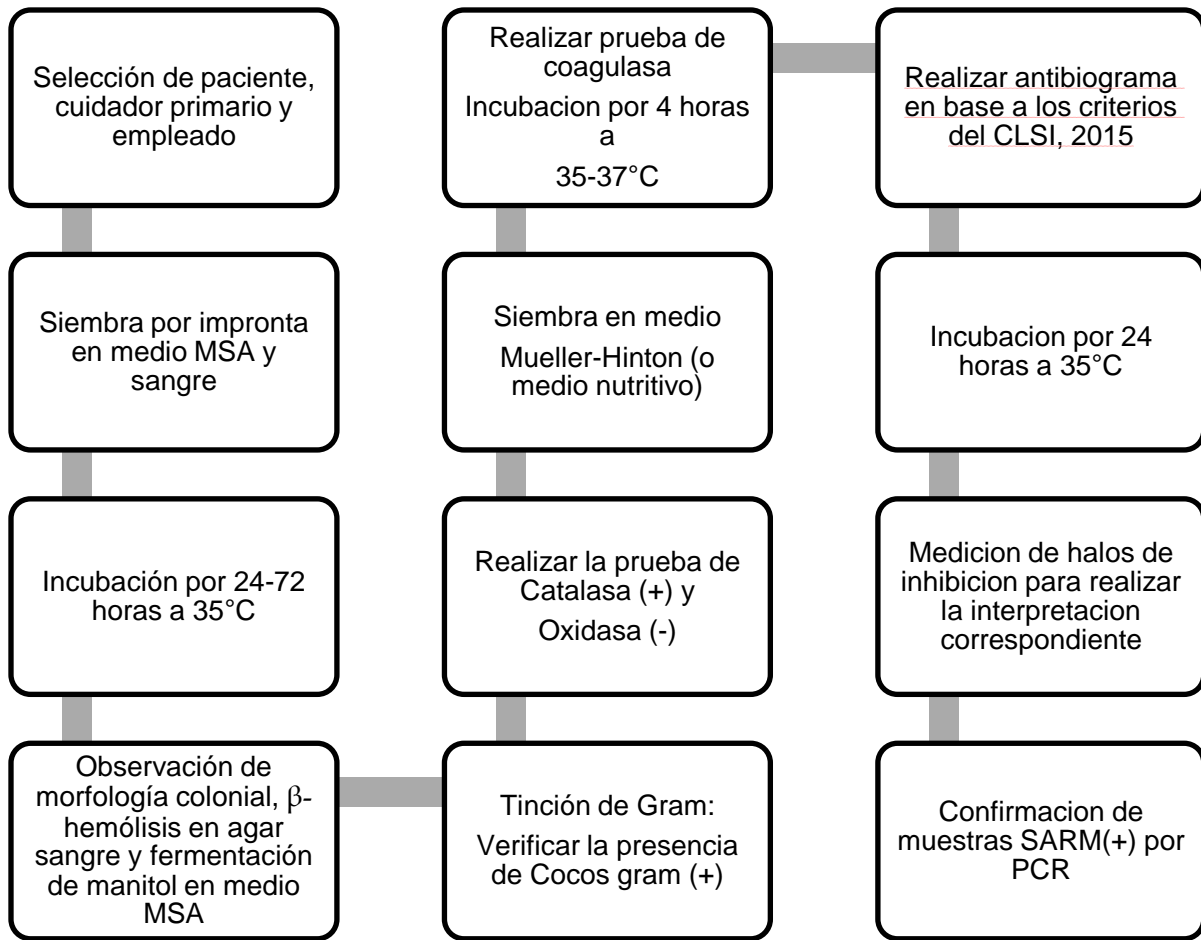 Selección de paciente,
cuidador primario y
empleado
Siembra por impronta
en medio MSA y
sangre
Incubación por 24-72
horas a 35°C
Observación de
morfología colonial, β-
hemólisis en agar
sangre y fermentación
de manitol en medio
MSA
Tinción de Gram:
Verificar la presencia
de Cocos gram (+)
Realizar la prueba de
Catalasa (+) y
Oxidasa (-)
Siembra en medio
Mueller-Hinton (o
medio nutritivo)
Realizar prueba de
coagulasa
Incubacion por 4 horas
a
35-37°C
Realizar antibiograma
en base a los criterios
del CLSI, 2015
Incubacion por 24
horas a 35°C
Medicion de halos de
inhibicion para realizar
la interpretacion
correspondiente
Confirmacion de
muestras SARM(+) por
PCR